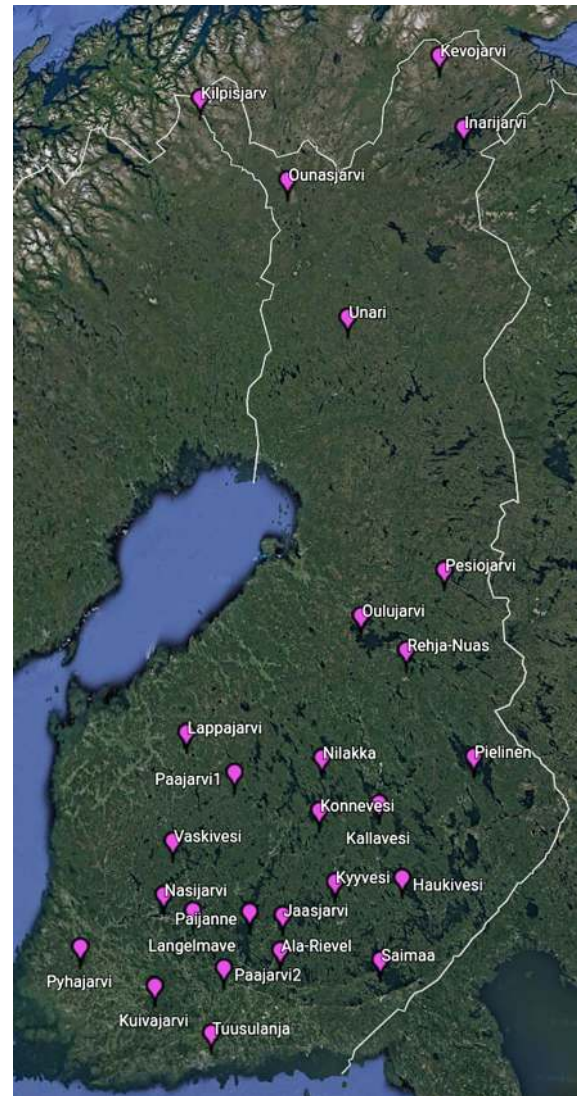 Kevojarvi
Kilpisjarv
Inarijarvi
Ounasjarvi
Unari
Pesiojarvi
Oulujarvi
Rehja-Nuas
Lappajarvi
Nilakka
Pielinen
Paajarvi1
Konnevesi
Kallavesi
Vaskivesi
Kyyvesi
Haukivesi
Nasijarvi
Paijanne
Jaasjarvi
Langelmave
Ala-Rievel
Saimaa
Pyhajarvi
Paajarvi2
Kuivajarvi
Tuusulanja